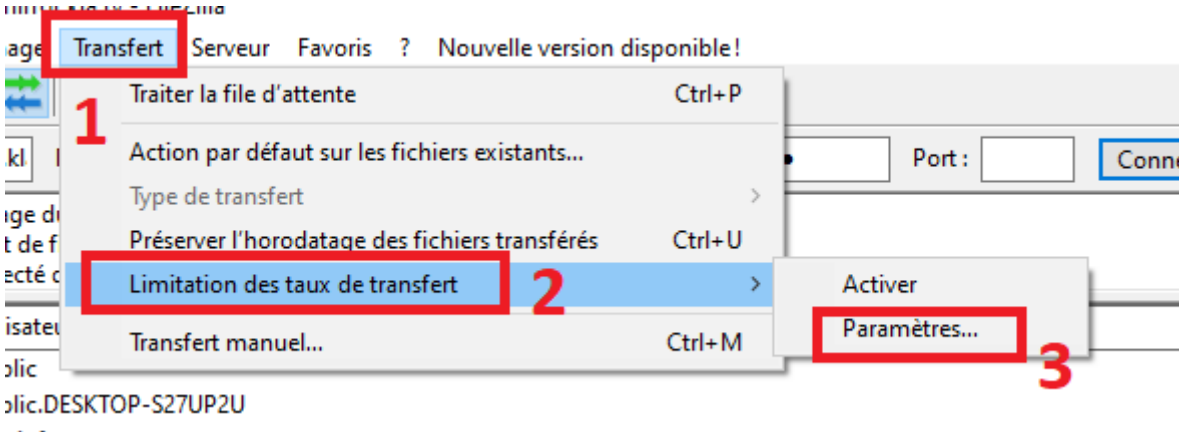 Transfert Serveur Favoris ? Nouvelle version disponible!
1
Traiter la file d'attente Ctrl+P
Action par défaut sur les fichiers existants...
Port :
Type de transfert >
Préserver l'horodatage des fichiers transférés Ctrl+U
Limitation des taux de transfert 2 >
Activer
Paramètres... 3
Transfert manuel... Ctrl+M
blic
blic.DESKTOP-S27UP2U